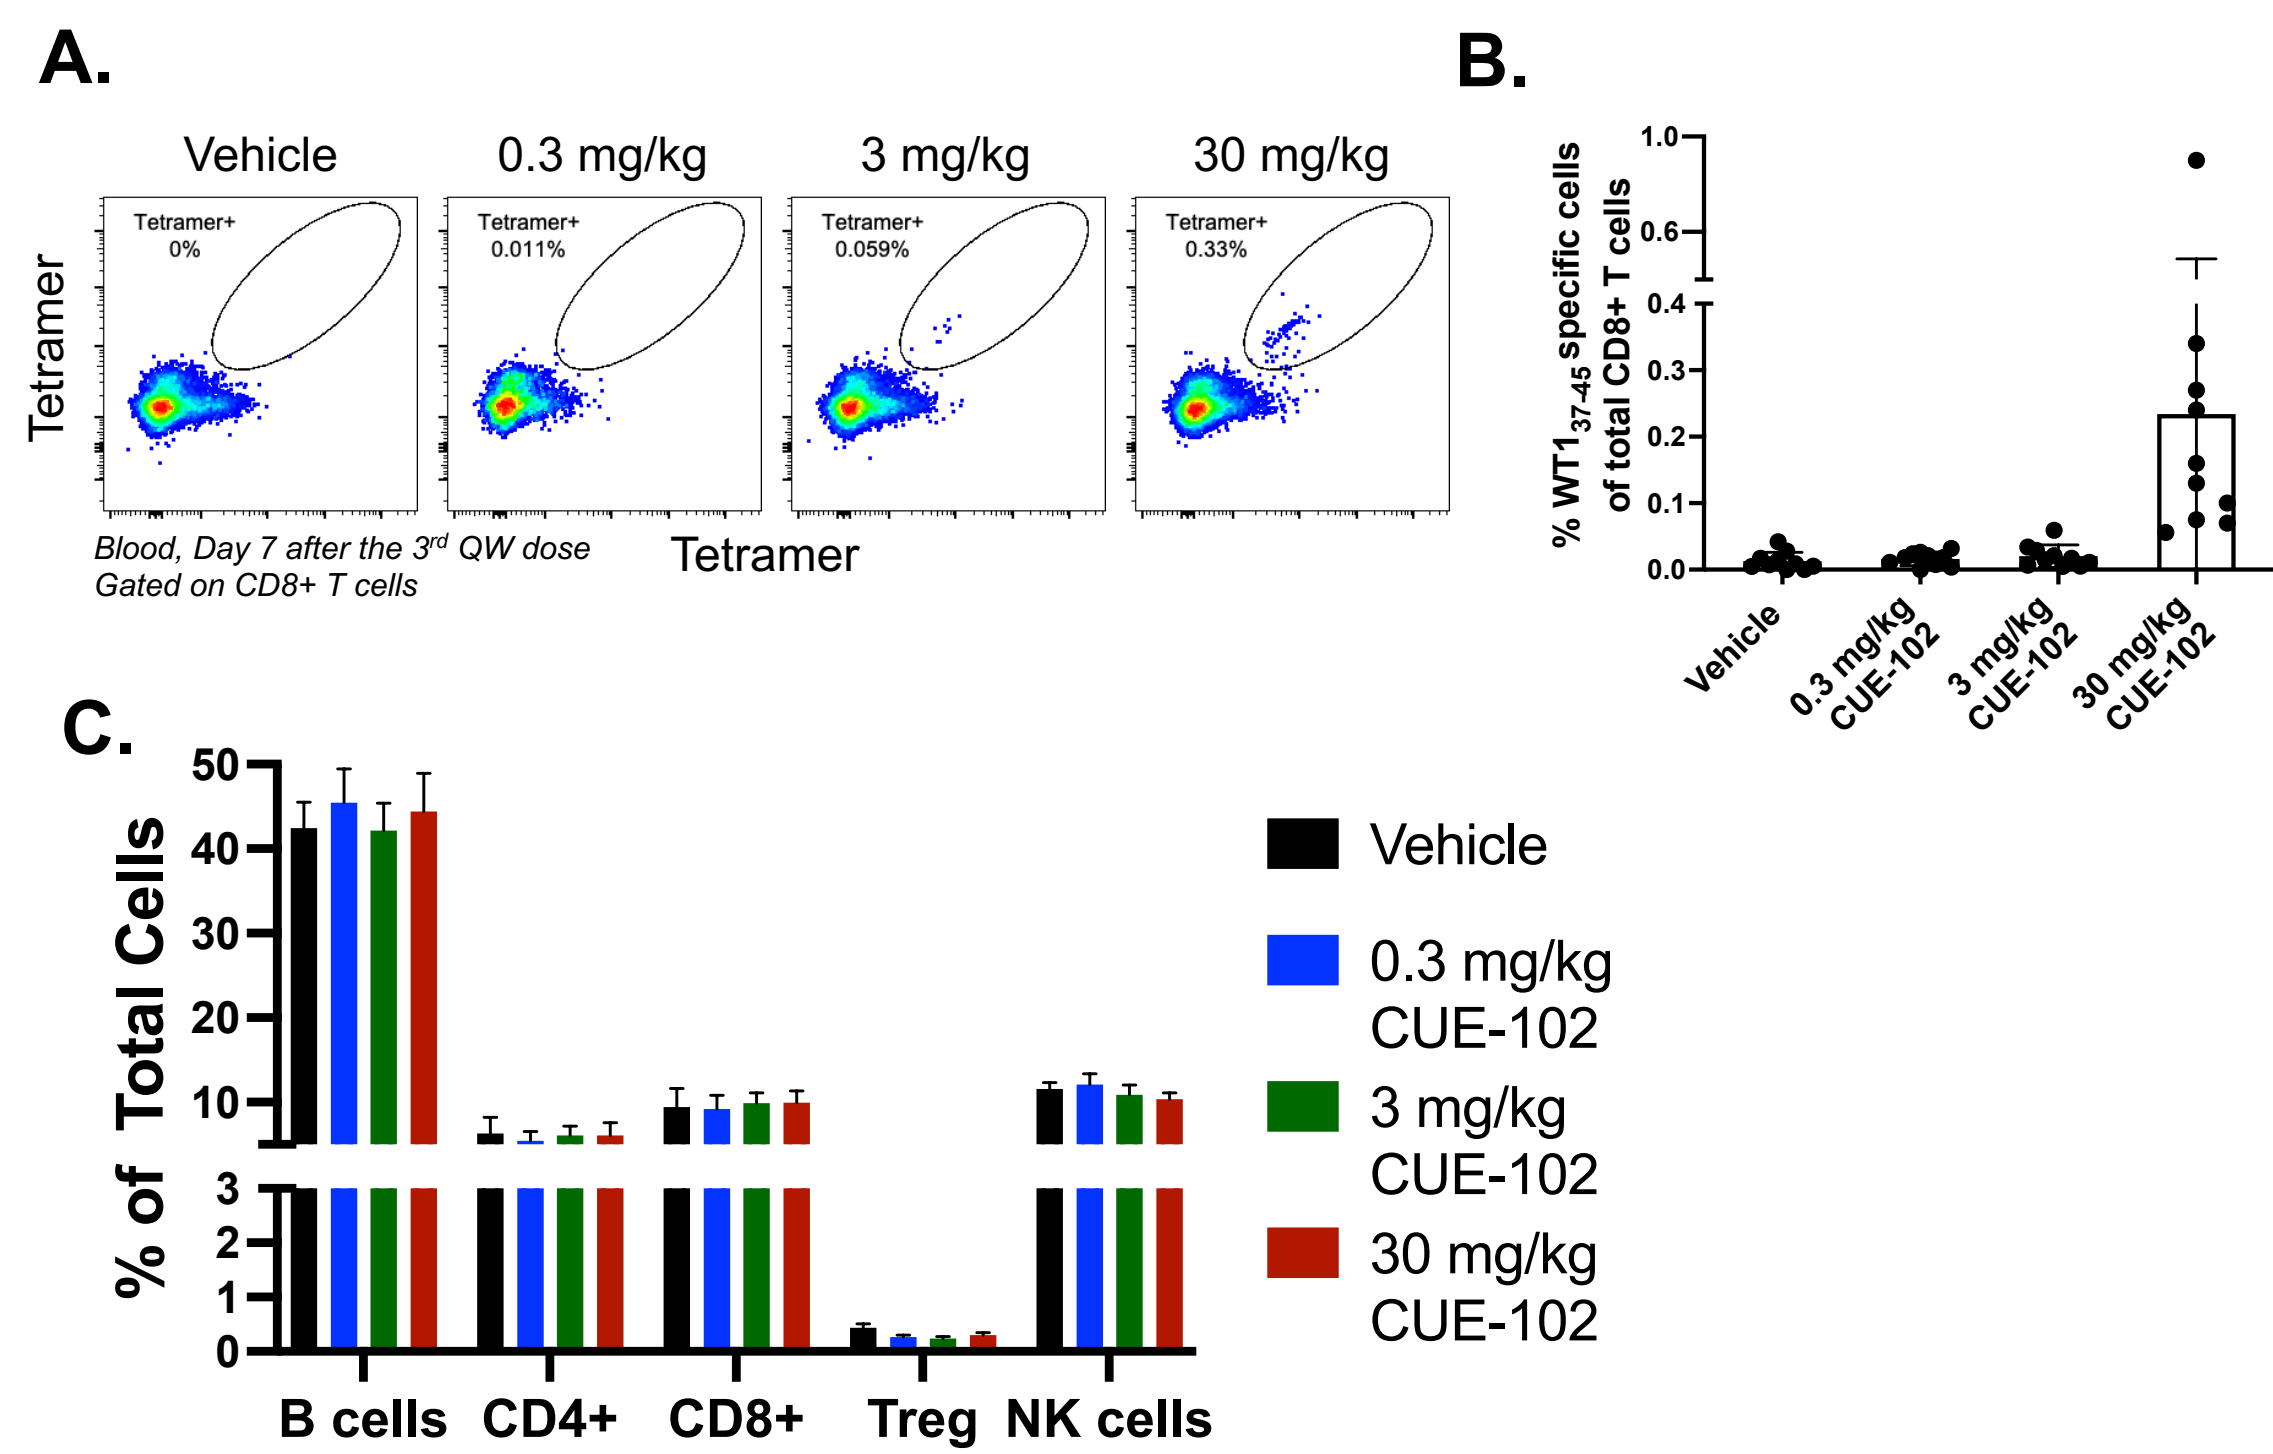 A.
Vehicle
0.3 mg/kg
3 mg/kg
30 mg/kg
Tetramer+
0%
Tetramer+
0.011%
Tetramer+
0.059%
Tetramer+
0.33%
Tetramer
Tetramer
Blood, Day 7 after the 3rd QW dose
Gated on CD8+ T cells
B.
% WT137-45 specific cells
of total CD8+ T cells
1.0
0.6
0.4
0.3
0.2
0.1
0.0
Vehicle
0.3 mg/kg
CUE-102
3 mg/kg
CUE-102
30 mg/kg
CUE-102
C.
% of Total Cells
50
40
30
20
10
3
2
1
0
B cells
CD4+
CD8+
Treg
NK cells
Vehicle
0.3 mg/kg
CUE-102
3 mg/kg
CUE-102
30 mg/kg
CUE-102